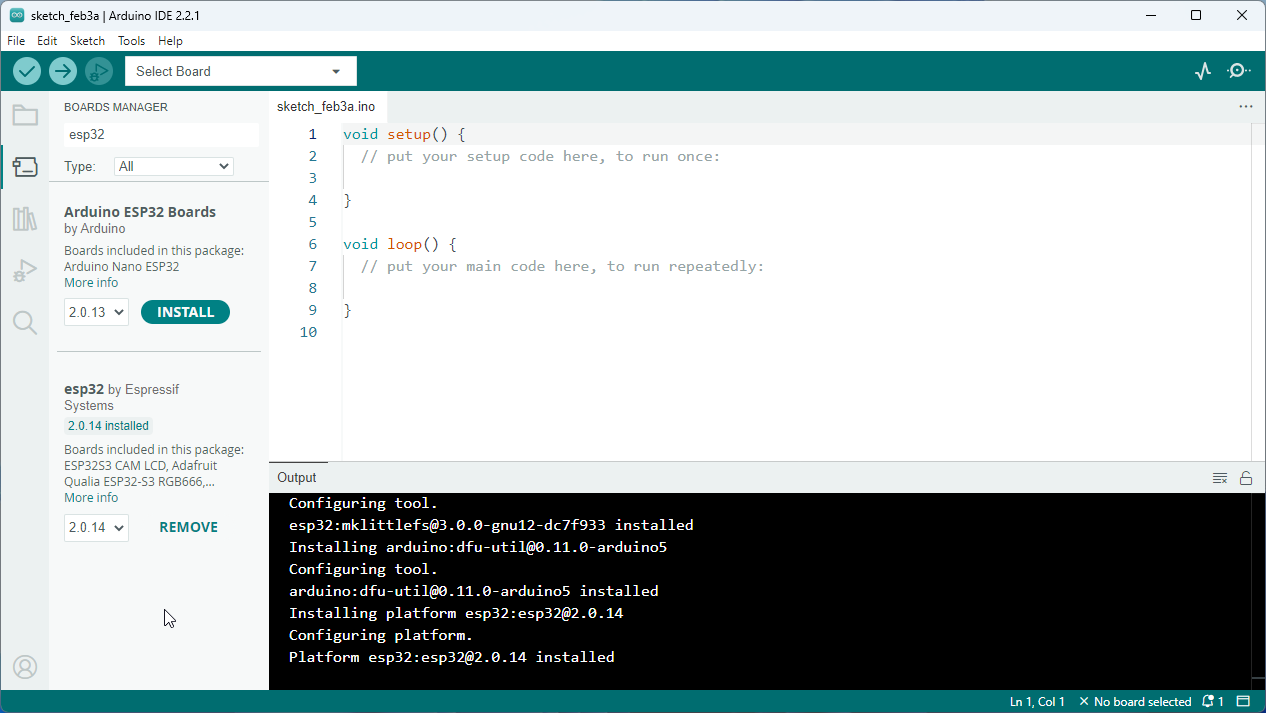 sketch_feb3a | Arduino IDE 2.2.1
File Edit Sketch Tools Help
Select Board
BOARDS MANAGER
esp32
Type: All
Arduino ESP32 Boards
by Arduino
Boards included in this package:
Arduino Nano ESP32
More info
2.0.13 INSTALL
esp32 by Espressif
Systems
2.0.14 installed
Boards included in this package:
ESP32S3 CAM LCD, Adafruit
Qualia ESP32-S3 RGB666,...
More info
2.0.14 REMOVE
sketch_feb3a.ino
1 void setup() {
2 // put your setup code here, to run once:
3
4 }
5
6 void loop() {
7 // put your main code here, to run repeatedly:
8
9 }
10
Output
Configuring tool.
esp32:mklittlefs@3.0.0-gnu12-dc7f933 installed
Installing arduino:dfu-util@0.11.0-arduino5
Configuring tool.
arduino:dfu-util@0.11.0-arduino5 installed
Installing platform esp32:esp32@2.0.14
Configuring platform.
Platform esp32:esp32@2.0.14 installed
Ln 1, Col 1 No board selected 1